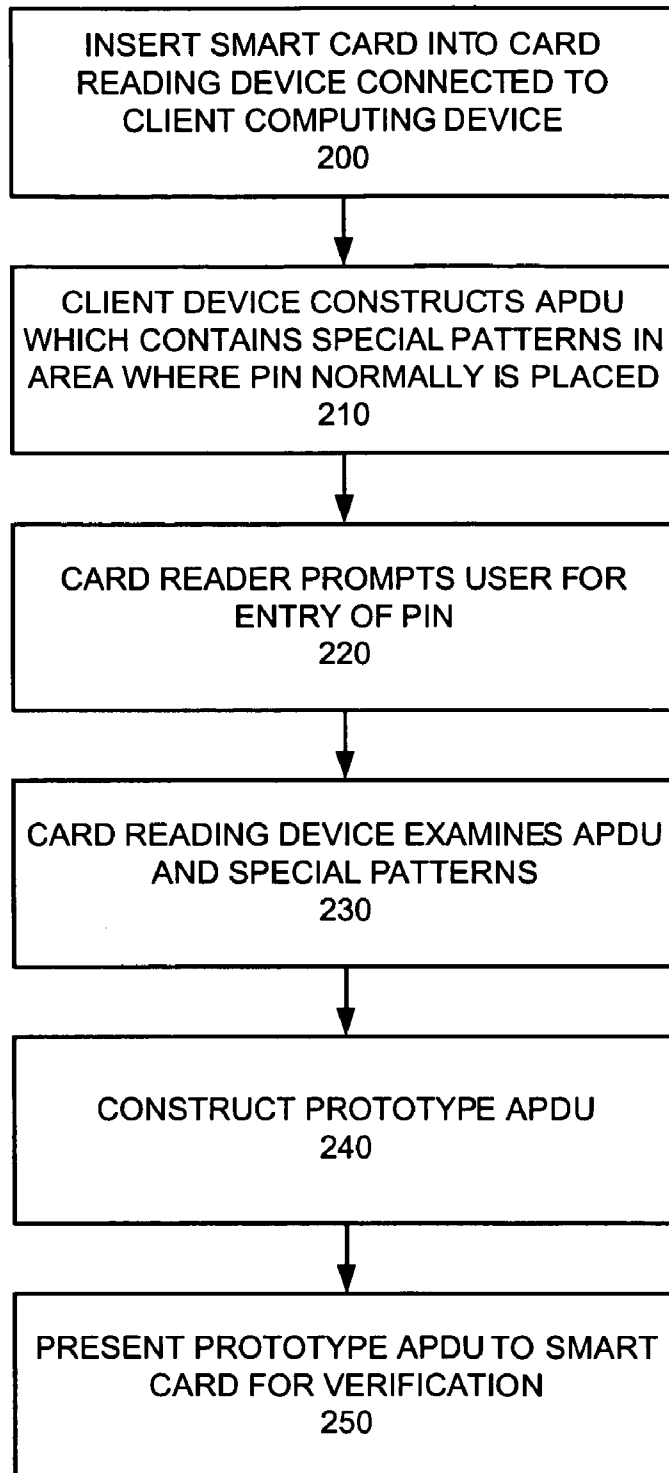 INSERT SMART CARD INTO CARD
READING DEVICE CONNECTED TO
CLIENT COMPUTING DEVICE
200
CLIENT DEVICE CONSTRUCTS APDU
WHICH CONTAINS SPECIAL PATTERNS IN
AREA WHERE PIN NORMALLY IS PLACED
210
CARD READER PROMPTS USER FOR
ENTRY OF PIN
220
CARD READING DEVICE EXAMINES APDU
AND SPECIAL PATTERNS
230
CONSTRUCT PROTOTYPE APDU
240
PRESENT PROTOTYPE APDU TO SMART
CARD FOR VERIFICATION
250